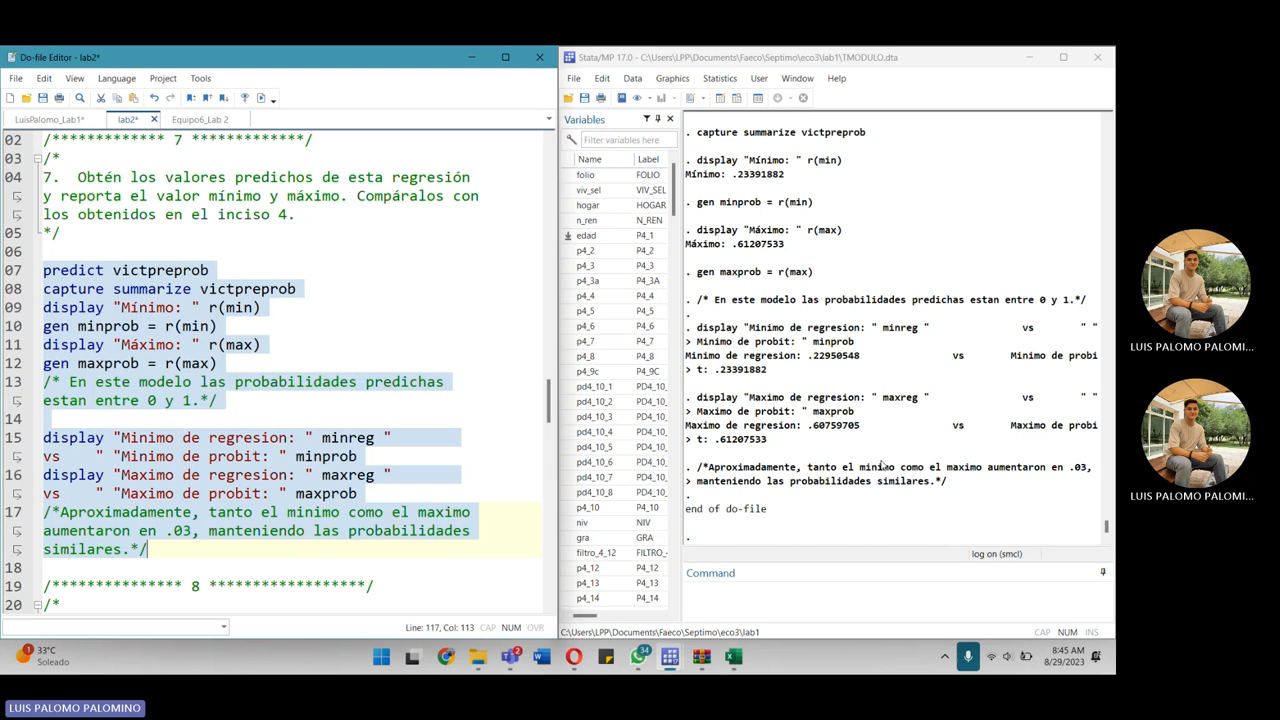 Do-file Editor - lab2*
File Edit View Language Project Tools
LuisPalomo_Lab1* lab2* Equipo6_Lab 2
02 /************* 7 *************/
03 /*
04 7. Obtén los valores predichos de esta regresión
y reporta el valor mínimo y máximo. Compáralos con
los obtenidos en el inciso 4.
05 */
06
07 predict victpreprob
08 capture summarize victpreprob
09 display "Mínimo: " r(min)
10 gen minprob = r(min)
11 display "Máximo: " r(max)
12 gen maxprob = r(max)
13 /* En este modelo las probabilidades predichas
estan entre 0 y 1.*/
14
15 display "Minimo de regresion: " minreg "
vs " " Minimo de probit: " minprob
16 display "Maximo de regresion: " maxreg "
vs " " Maximo de probit: " maxprob
17 /*Aproximadamente, tanto el minimo como el maximo
aumentaron en .03, manteniendo las probabilidades
similares.*/
18
19 /*************** 8 *****************/
20 /*
Line: 117, Col: 113 CAP NUM OVR
Stata/MP 17.0 - C:\Users\LPP\Documents\Faeco\Septimo\eco3\lab1\TMODULO.dta
File Edit Data Graphics Statistics User Window Help
Variables
Filter variables here
Name Label
folio FOLIO
viv_sel VIV_SEL
hogar HOGAR
n_ren N_REN
edad P4_1
p4_2 P4_2
p4_3 P4_3
p4_3a P4_3A
p4_4 P4_4
p4_5 P4_5
p4_6 P4_6
p4_7 P4_7
p4_8 P4_8
p4_9c P4_9C
pd4_10_1 PD4_10_
pd4_10_2 PD4_10_
pd4_10_3 PD4_10_
pd4_10_4 PD4_10_
pd4_10_5 PD4_10_
pd4_10_6 PD4_10_
pd4_10_7 PD4_10_
pd4_10_8 PD4_10_
p4_10 P4_10
niv NIV
gra GRA
filtro_4_12 FILTRO_
p4_12 P4_12
p4_13 P4_13
p4_14 P4_14
. capture summarize victpreprob
. display "Mínimo: " r(min)
Mínimo: .23391882
. gen minprob = r(min)
. display "Máximo: " r(max)
Máximo: .61207533
. gen maxprob = r(max)
. /* En este modelo las probabilidades predichas estan entre 0 y 1.*/
.
. display "Minimo de regresion: " minreg " vs " "
> Minimo de probit: " minprob
Minimo de regresion: .22950548 vs Minimo de probi
> t: .23391882
. display "Maximo de regresion: " maxreg " vs " "
> Maximo de probit: " maxprob
Maximo de regresion: .60759705 vs Maximo de probi
> t: .61207533
. /*Aproximadamente, tanto el minimo como el maximo aumentaron en .03,
> manteniendo las probabilidades similares.*/
.
end of do-file
.
log on (smcl)
Command
C:\Users\LPP\Documents\Faeco\Septimo\eco3\lab1 CAP NUM INS
LUIS PALOMO PALOMI...
LUIS PALOMO PALOMI...
1
33°C
Soleado
2
34
8:45 AM
8/29/2023
LUIS PALOMO PALOMINO